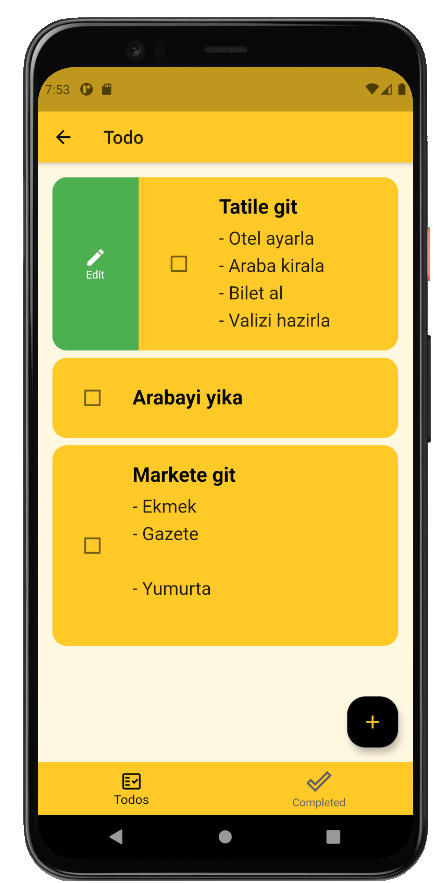 7:53
Todo
Edit
Tatile git
- Otel ayarla
- Araba kirala
- Bilet al
- Valizi hazirla
Arabayi yika
Markete git
- Ekmek
- Gazete
- Yumurta
+
Todos
Completed